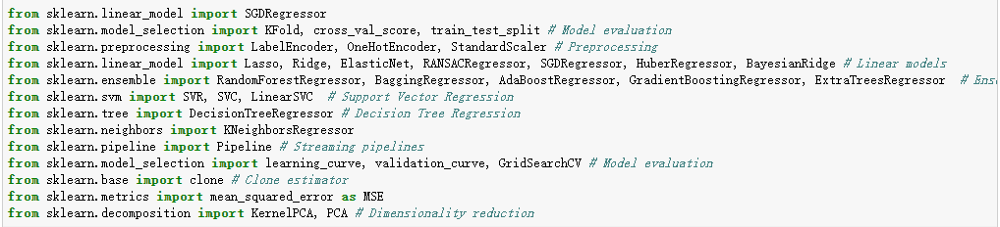 from sklearn.linear_model import SGDRegressor
from sklearn.model_selection import KFold, cross_val_score, train_test_split # Model evaluation
from sklearn.preprocessing import LabelEncoder, OneHotEncoder, StandardScaler # Preprocessing
from sklearn.linear_model import Lasso, Ridge, ElasticNet, RANSACRegressor, SGDRegressor, HuberRegressor, BayesianRidge # Linear models
from sklearn.ensemble import RandomForestRegressor, BaggingRegressor, AdaBoostRegressor, GradientBoostingRegressor, ExtraTreesRegressor # Ense
from sklearn.svm import SVR, SVC, LinearSVC # Support Vector Regression
from sklearn.tree import DecisionTreeRegressor # Decision Tree Regression
from sklearn.neighbors import KNeighborsRegressor
from sklearn.pipeline import Pipeline # Streaming pipelines
from sklearn.model_selection import learning_curve, validation_curve, GridSearchCV # Model evaluation
from sklearn.base import clone # Clone estimator
from sklearn.metrics import mean_squared_error as MSE
from sklearn.decomposition import KernelPCA, PCA # Dimensionality reduction